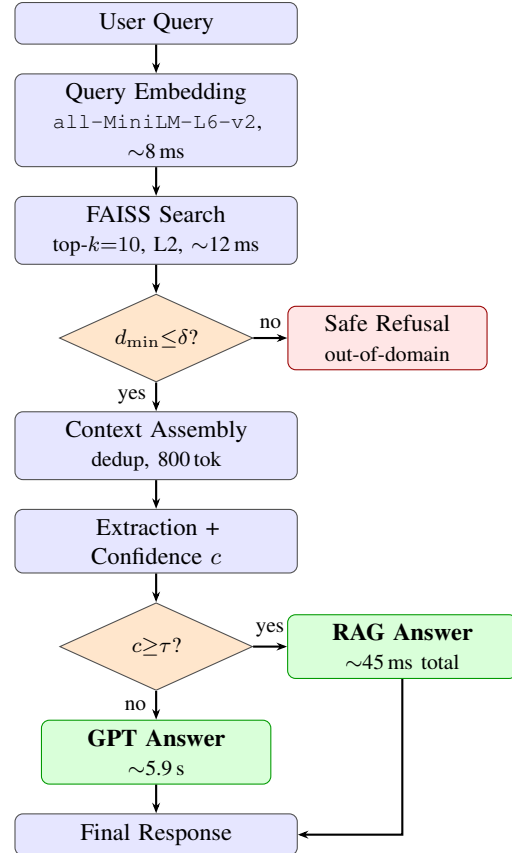 User Query
Query Embedding
all-MiniLM-L6-v2,
∼8 ms
FAISS Search
top-k=10, L2, ∼12 ms
d_min≤δ?
no
Safe Refusal
out-of-domain
yes
Context Assembly
dedup, 800 tok
Extraction +
Confidence c
c≥τ?
yes
RAG Answer
∼45 ms total
no
GPT Answer
∼5.9 s
Final Response